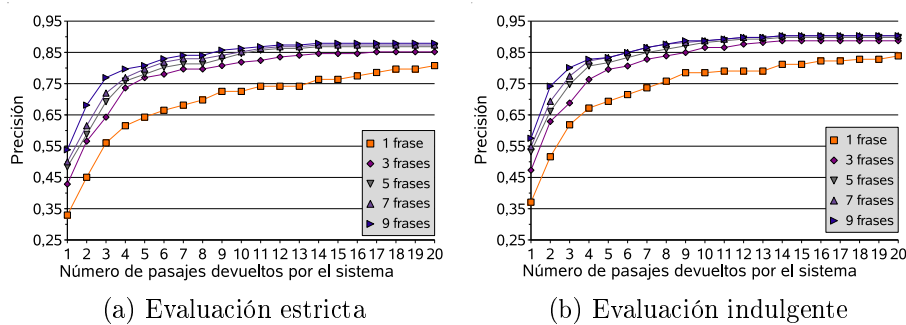 0,95
0,85
0,75
0,65
0,55
0,45
0,35
0,25
Precisión
1 frase
3 frases
5 frases
7 frases
9 frases
1 2 3 4 5 6 7 8 9 10 11 12 13 14 15 16 17 18 19 20
Número de pasajes devueltos por el sistema
(a) Evaluación estricta
0,95
0,85
0,75
0,65
0,55
0,45
0,35
0,25
Precisión
1 frase
3 frases
5 frases
7 frases
9 frases
1 2 3 4 5 6 7 8 9 10 11 12 13 14 15 16 17 18 19 20
Número de pasajes devueltos por el sistema
(b) Evaluación indulgente